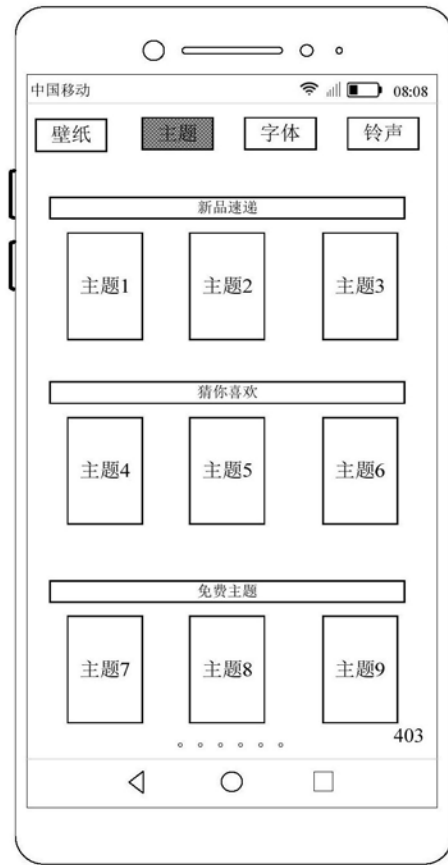 中国移动 08:08
壁纸 主题 字体 铃声
新品速递
主题1 主题2 主题3
猜你喜欢
主题4 主题5 主题6
免费主题
主题7 主题8 主题9
403